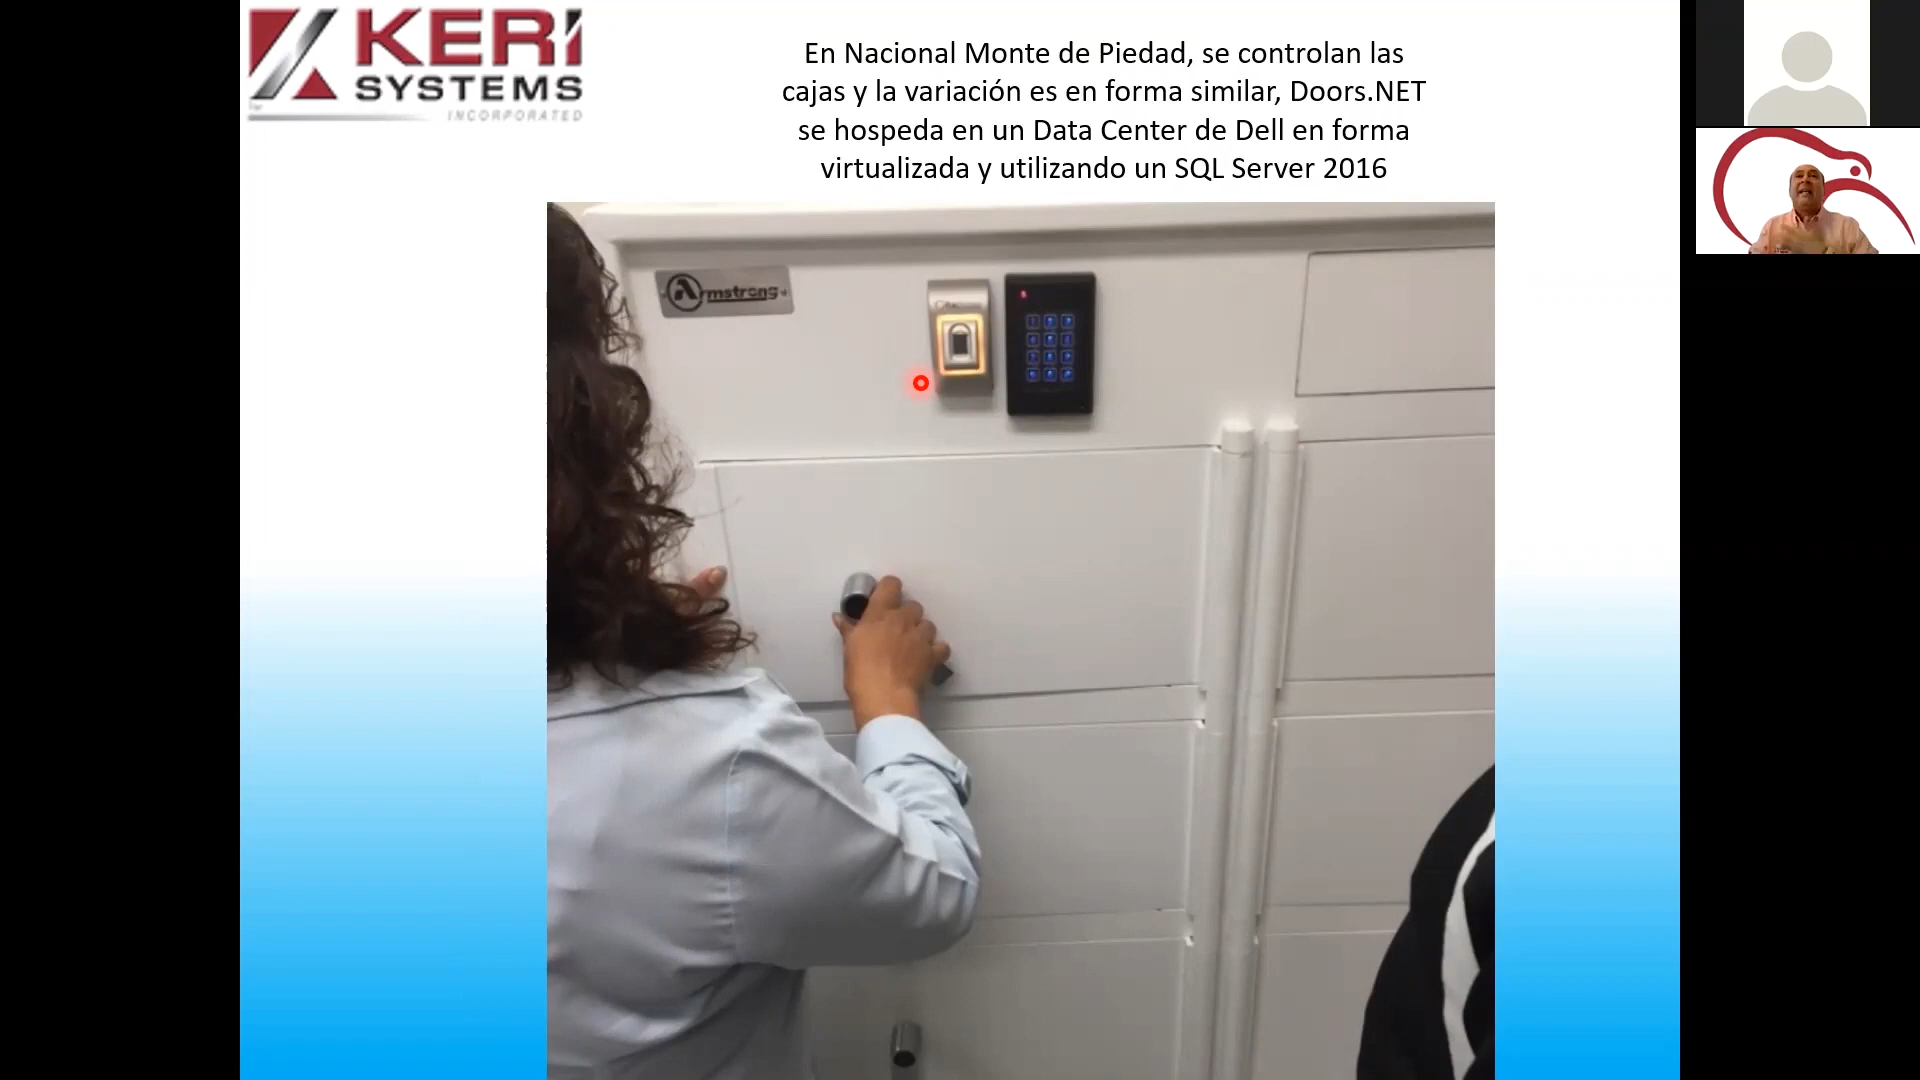 KERI
SYSTEMS
INCORPORATED
En Nacional Monte de Piedad, se controlan las
cajas y la variación es en forma similar, Doors.NET
se hospeda en un Data Center de Dell en forma
virtualizada y utilizando un SQL Server 2016
Armstrong